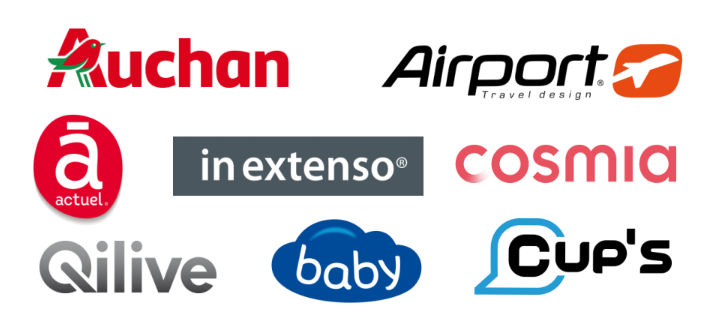 Auchan
Airport®
Travel design
ā
actuel.
in extenso®
cosmia
Qilive
baby
Cup's